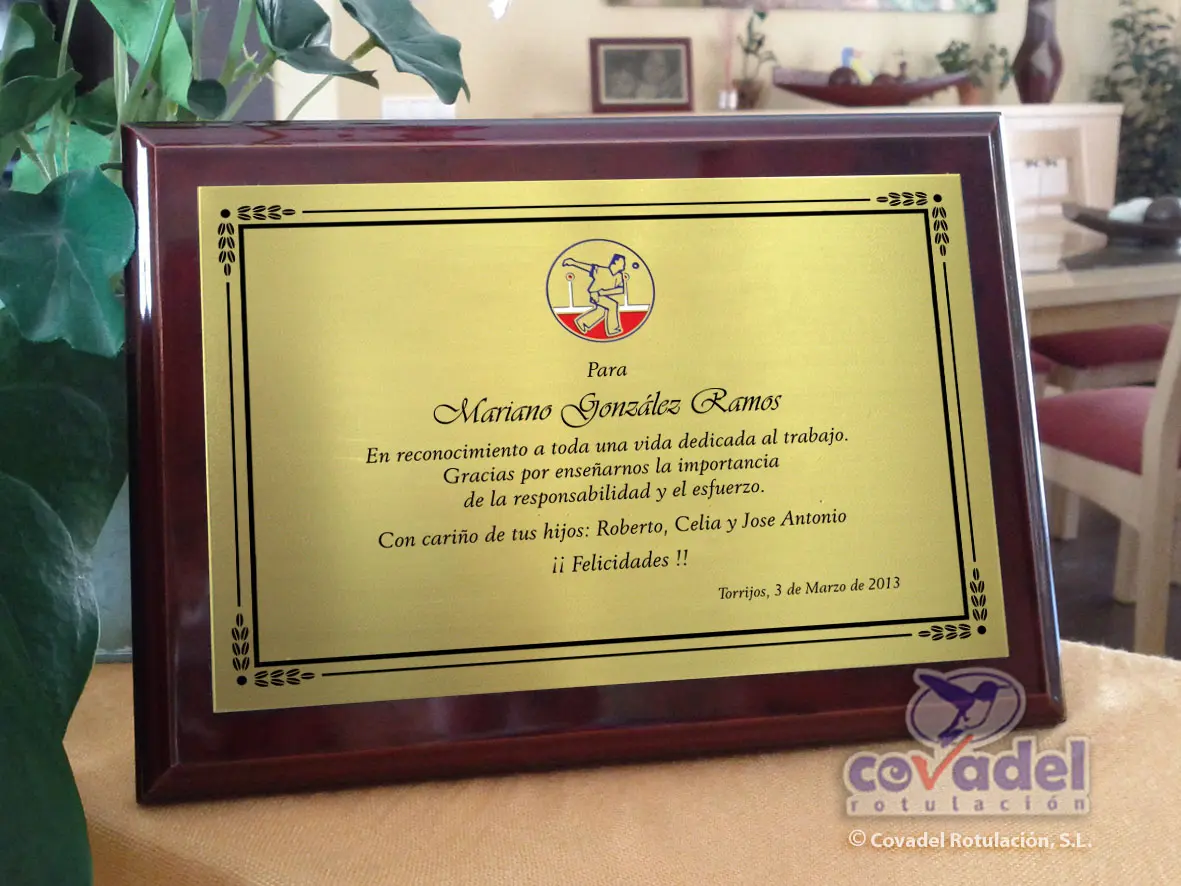 Para
Mariano González Ramos
En reconocimiento a toda una vida dedicada al trabajo.
Gracias por enseñarnos la importancia
de la responsabilidad y el esfuerzo.
Con cariño de tus hijos: Roberto, Celia y Jose Antonio
¡¡ Felicidades !!
Torrijos, 3 de Marzo de 2013
covadel
rotulación
© Covadel Rotulación, S.L.